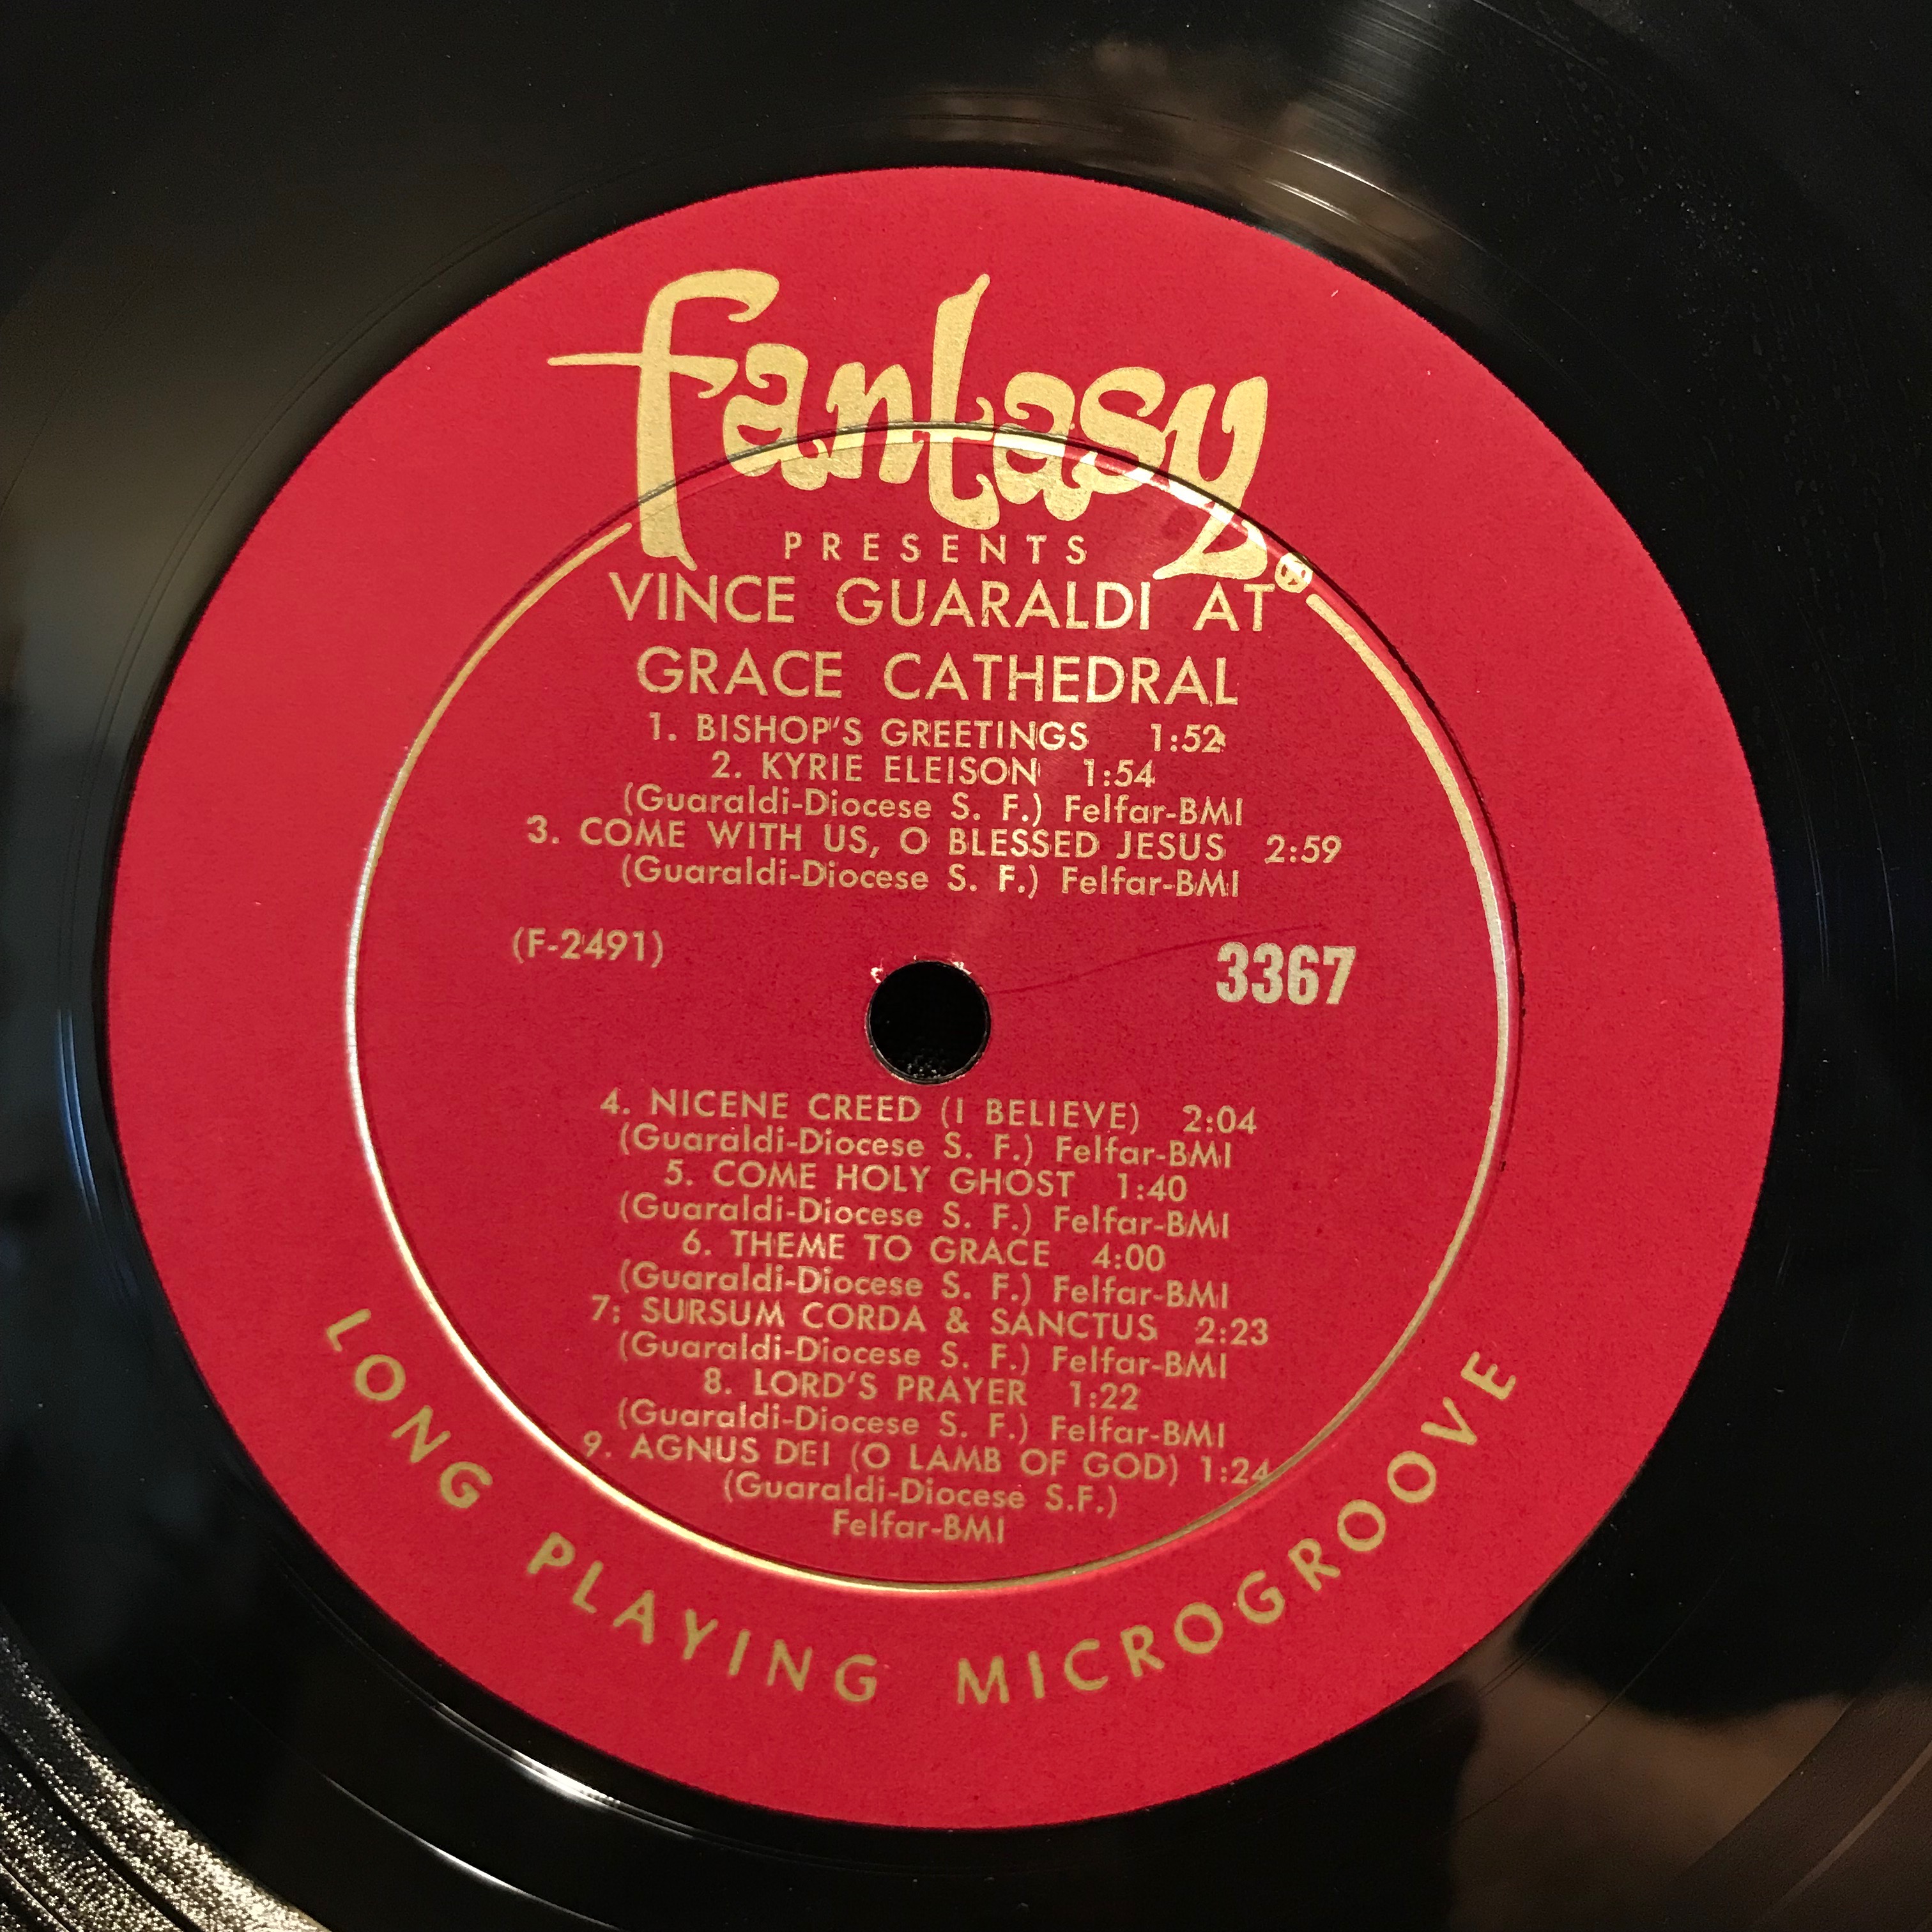 fantasy®
PRESENTS
VINCE GUARALDI AT
GRACE CATHEDRAL
1. BISHOP'S GREETINGS 1:52
2. KYRIE ELEISON 1:54
(Guaraldi-Diocese S. F.) Felfar-BMI
3. COME WITH US, O BLESSED JESUS 2:59
(Guaraldi-Diocese S. F.) Felfar-BMI
(F-2491) 3367
4. NICENE CREED (I BELIEVE) 2:04
(Guaraldi-Diocese S. F.) Felfar-BMI
5. COME HOLY GHOST 1:40
(Guaraldi-Diocese S. F.) Felfar-BMI
6. THEME TO GRACE 4:00
(Guaraldi-Diocese S. F.) Felfar-BMI
7: SURSUM CORDA & SANCTUS 2:23
(Guaraldi-Diocese S. F.) Felfar-BMI
8. LORD'S PRAYER 1:22
(Guaraldi-Diocese S. F.) Felfar-BMI
9. AGNUS DEI (O LAMB OF GOD) 1:24
(Guaraldi-Diocese S.F.)
Felfar-BMI
LONG PLAYING MICROGROOVE